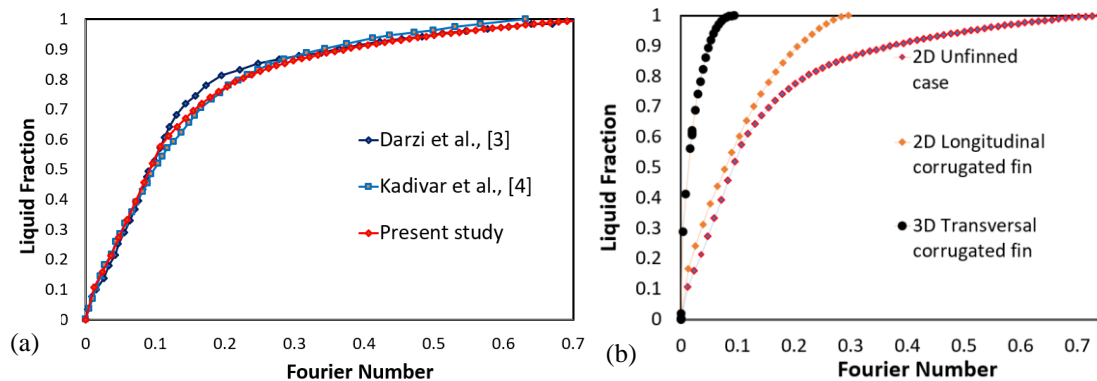 1
0.9
0.8
0.7
0.6
0.5
0.4
0.3
0.2
0.1
0
Liquid Fraction
Darzi et al., [3]
Kadivar et al., [4]
Present study
0 0.1 0.2 0.3 0.4 0.5 0.6 0.7
Fourier Number
(a)
1
0.9
0.8
0.7
0.6
0.5
0.4
0.3
0.2
0.1
0
Liquid Fraction
2D Unfinned
case
2D Longitudinal
corrugated fin
3D Transversal
corrugated fin
0 0.1 0.2 0.3 0.4 0.5 0.6 0.7
Fourier Number
(b)